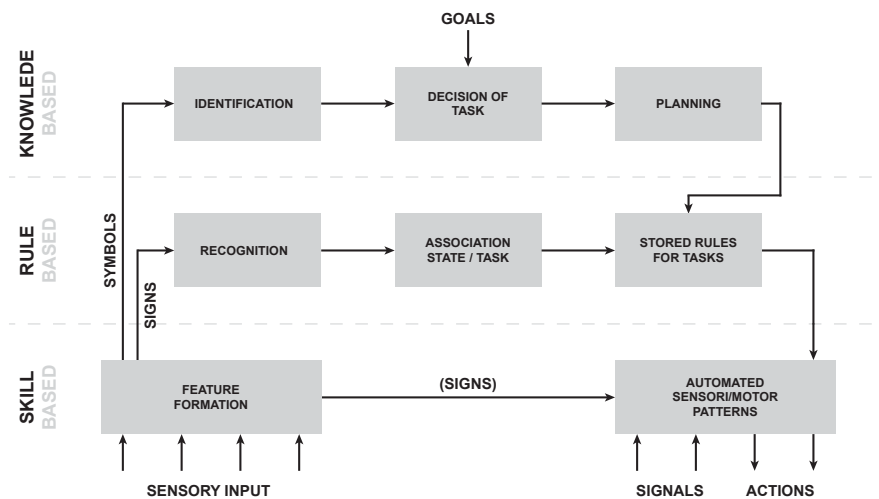 GOALS
KNOWLEDE
BASED
IDENTIFICATION
DECISION OF
TASK
PLANNING
RULE
BASED
SYMBOLS
SIGNS
RECOGNITION
ASSOCIATION
STATE / TASK
STORED RULES
FOR TASKS
SKILL
BASED
FEATURE
FORMATION
(SIGNS)
AUTOMATED
SENSORI/MOTOR
PATTERNS
SENSORY INPUT
SIGNALS
ACTIONS